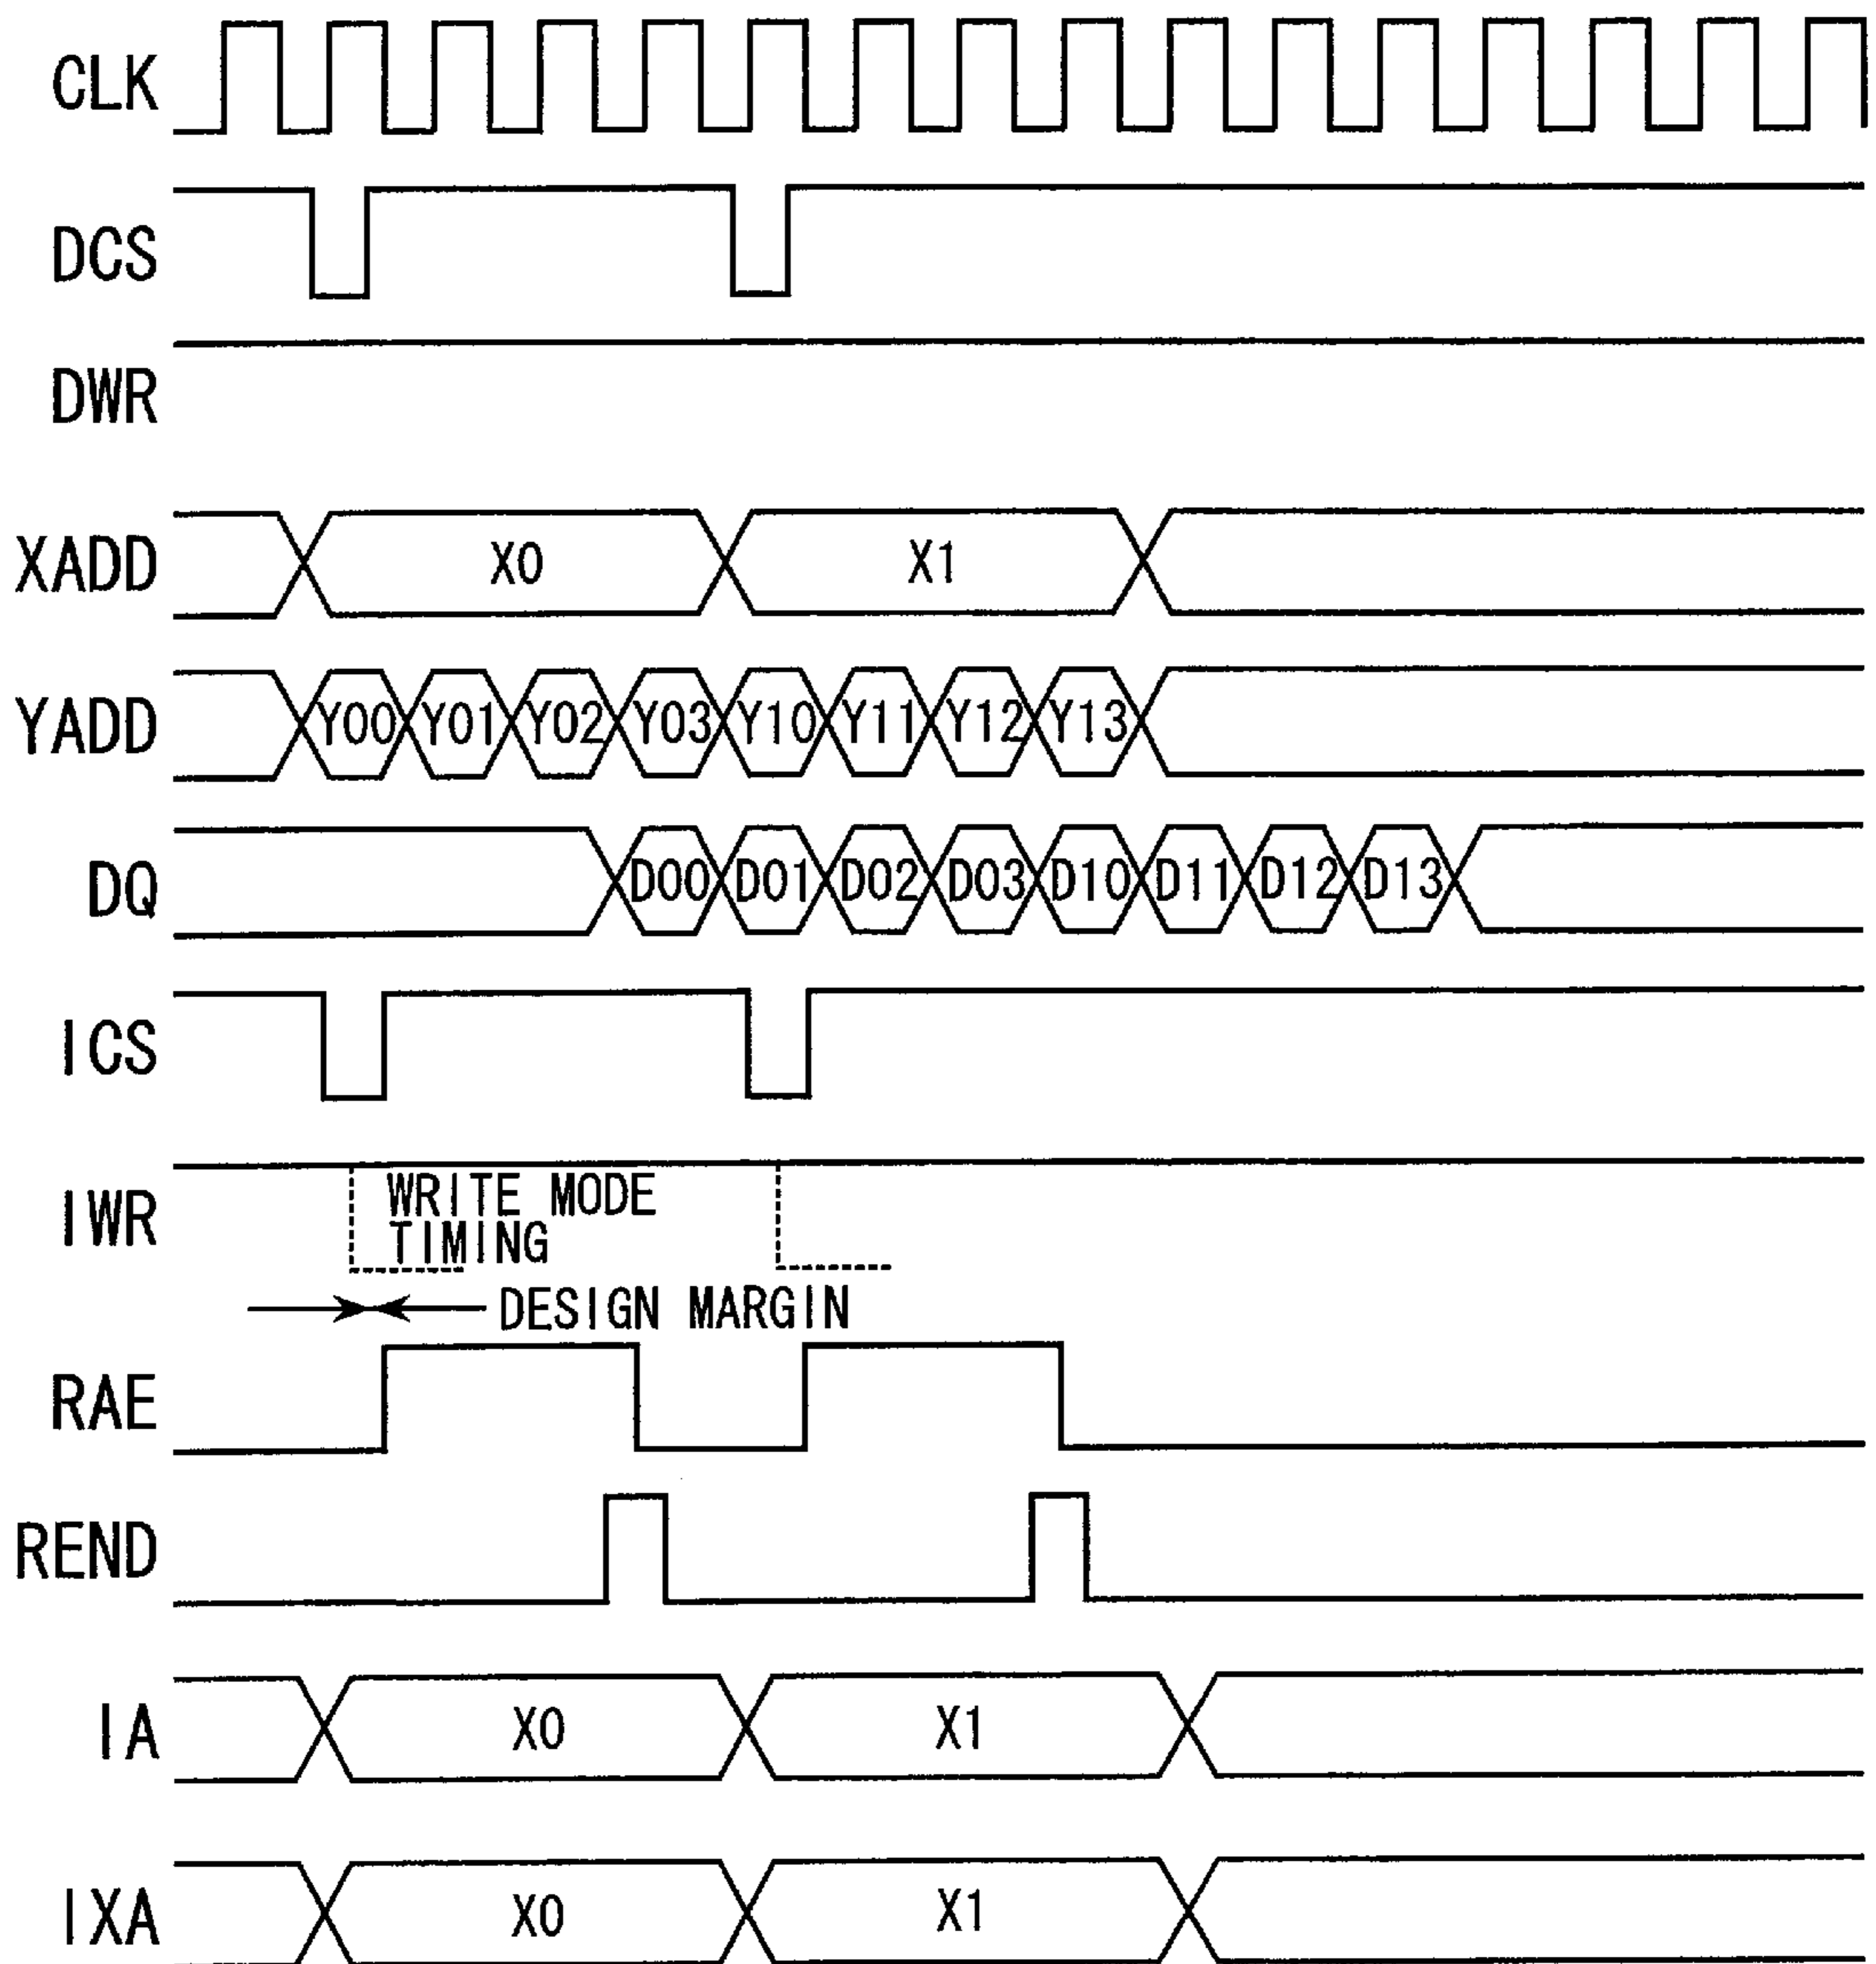 CLK
DCS
DWR
XADD X0 X1
YADD Y00 Y01 Y02 Y03 Y10 Y11 Y12 Y13
DQ D00 D01 D02 D03 D10 D11 D12 D13
ICS
IWR WRITE MODE
TIMING
DESIGN MARGIN
RAE
REND
IA X0 X1
IXA X0 X1